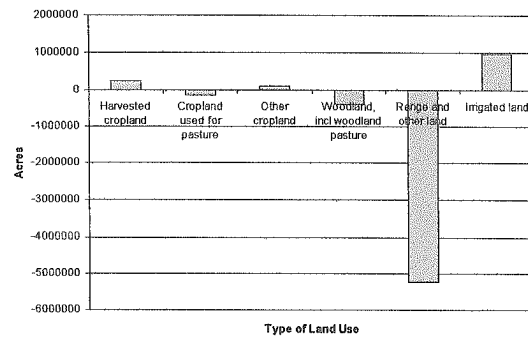 2000000
1000000
0
-1000000
-2000000
-3000000
-4000000
-5000000
-6000000
Acres
Harvested
cropland
Cropland
used for
pasture
Other
cropland
Woodland,
incl woodland
pasture
Range and
other land
Irrigated land
Type of Land Use